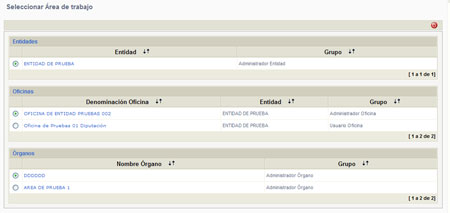 Seleccionar Área de trabajo
Entidades
Entidad Grupo
ENTIDAD DE PRUEBA Administrador Entidad
[ 1 a 1 de 1]
Oficinas
Denominación Oficina Entidad Grupo
OFICINA DE ENTIDAD PRUEBAS 002 ENTIDAD DE PRUEBA Administrador Oficina
Oficina de Pruebas 01 Diputación ENTIDAD DE PRUEBA Usuario Oficina
[ 1 a 2 de 2]
Órganos
Nombre Órgano Grupo
Administrador Órgano
AREA DE PRUEBA 1 Administrador Órgano
[ 1 a 2 de 2]